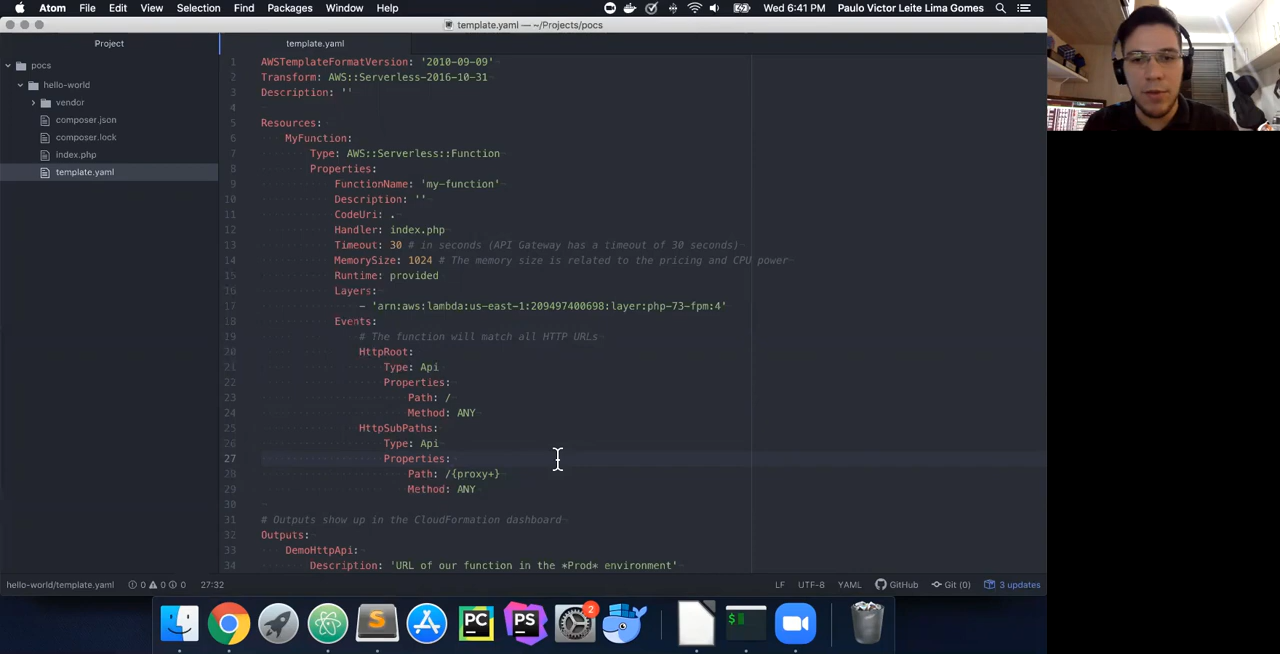 Atom File Edit View Selection Find Packages Window Help Wed 6:41 PM Paulo Victor Leite Lima Gomes
template.yaml — ~/Projects/pocs
Project
template.yaml
pocs
hello-world
vendor
composer.json
composer.lock
index.php
template.yaml
1 AWSTemplateFormatVersion: '2010-09-09'
2 Transform: AWS::Serverless-2016-10-31
3 Description: ''
4
5 Resources:
6 MyFunction:
7 Type: AWS::Serverless::Function
8 Properties:
9 FunctionName: 'my-function'
10 Description: ''
11 CodeUri: .
12 Handler: index.php
13 Timeout: 30 # in seconds (API Gateway has a timeout of 30 seconds)
14 MemorySize: 1024 # The memory size is related to the pricing and CPU power
15 Runtime: provided
16 Layers:
17 - 'arn:aws:lambda:us-east-1:209497400698:layer:php-73-fpm:4'
18 Events:
19 # The function will match all HTTP URLs
20 HttpRoot:
21 Type: Api
22 Properties:
23 Path: /
24 Method: ANY
25 HttpSubPaths:
26 Type: Api
27 Properties:
28 Path: /{proxy+}
29 Method: ANY
30
31 # Outputs show up in the CloudFormation dashboard
32 Outputs:
33 DemoHttpApi:
34 Description: 'URL of our function in the *Prod* environment'
hello-world/template.yaml 0 0 0 27:32 LF UTF-8 YAML GitHub Git (0) 3 updates
S PC PS 2 $